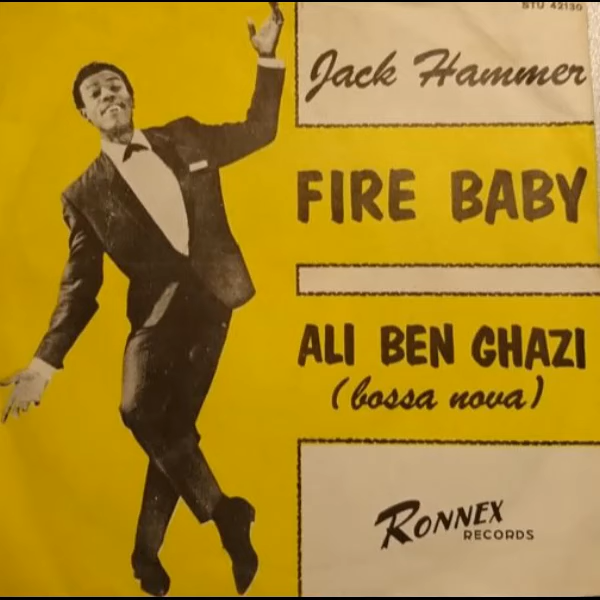 STU 42130
Jack Hammer
FIRE BABY
ALI BEN GHAZI
(bossa nova)
RONNEX
RECORDS